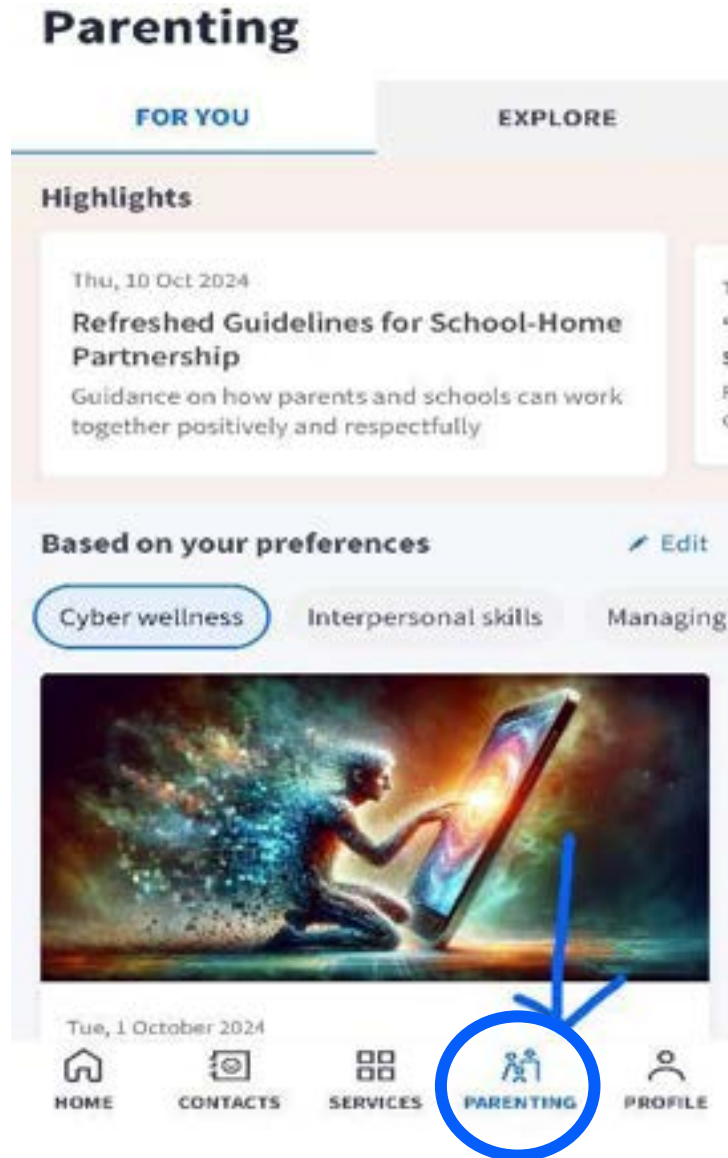 Parenting
FOR YOU
EXPLORE
Highlights
Thu, 10 Oct 2024
Refreshed Guidelines for School-Home
Partnership
Guidance on how parents and schools can work
together positively and respectfully
Based on your preferences
Edit
Cyber wellness
Interpersonal skills
Managing
Tue, 1 October 2024
HOME
CONTACTS
SERVICES
PARENTING
PROFILE